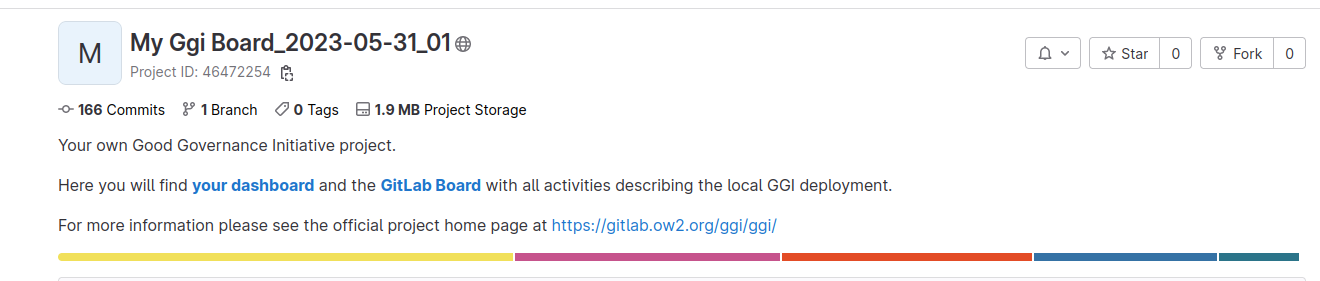 M
My Ggi Board_2023-05-31_01
Project ID: 46472254
Star 0 Fork 0
166 Commits 1 Branch 0 Tags 1.9 MB Project Storage
Your own Good Governance Initiative project.
Here you will find your dashboard and the GitLab Board with all activities describing the local GGI deployment.
For more information please see the official project home page at https://gitlab.ow2.org/ggi/ggi/